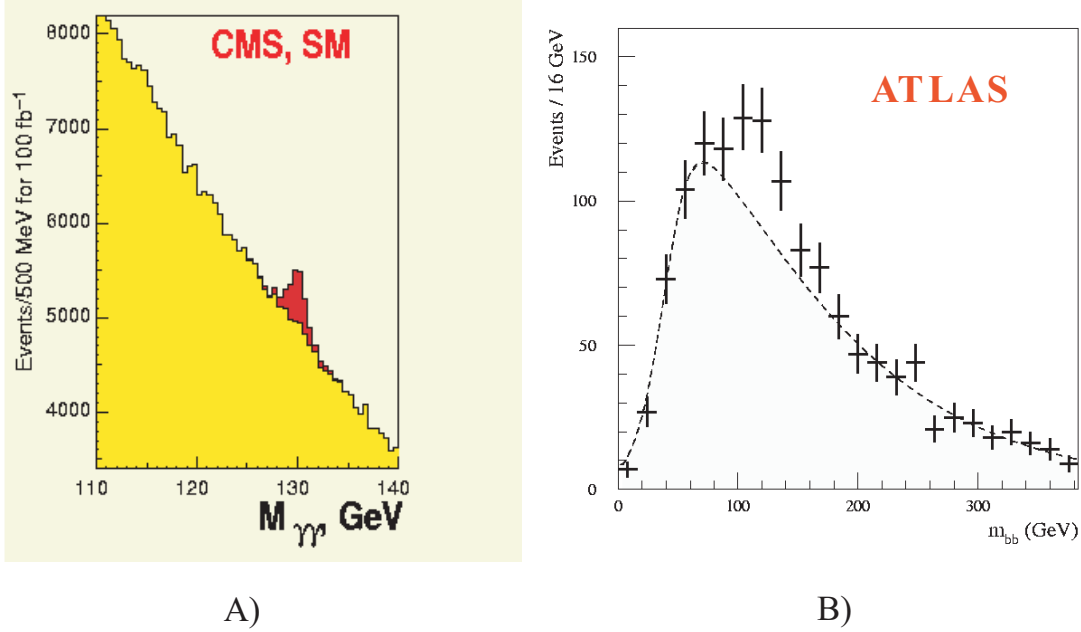 CMS, SM
Events/500 MeV for 100 fb⁻¹
8000
7000
6000
5000
4000
110
120
130
140
M γγ, GeV
A)
ATLAS
Events / 16 GeV
150
100
50
0
0
100
200
300
m_bb (GeV)
B)